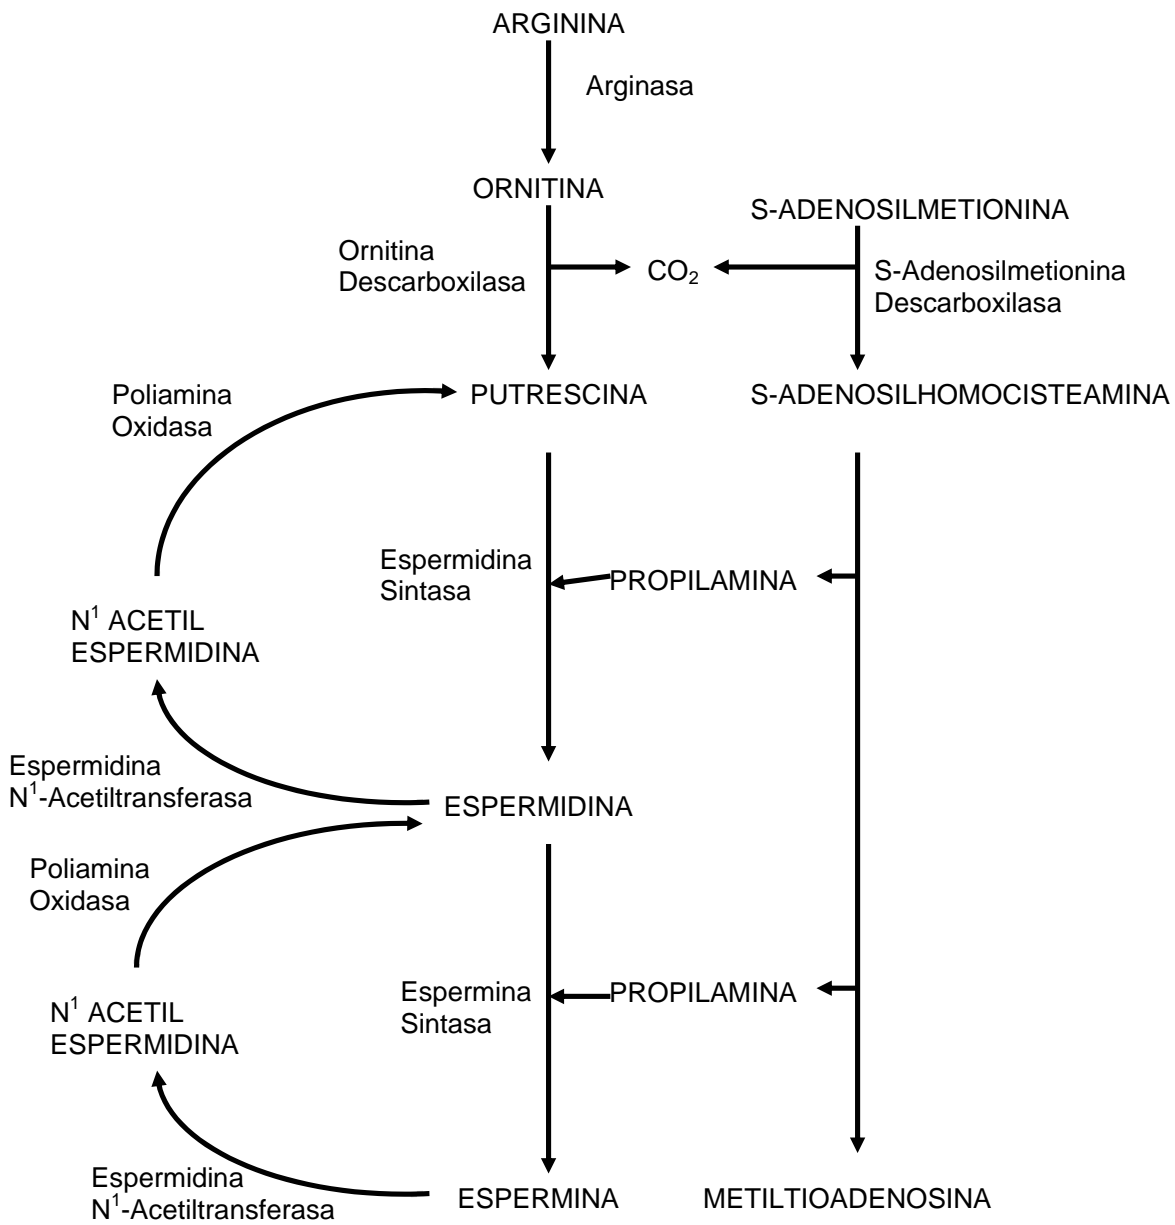 ARGININA
Arginasa
ORNITINA
S-ADENOSILMETIONINA
Ornitina
Descarboxilasa
CO₂
S-Adenosilmetionina
Descarboxilasa
Poliamina
Oxidasa
PUTRESCINA
S-ADENOSILHOMOCISTEAMINA
Espermidina
Sintasa
PROPILAMINA
N¹ ACETIL
ESPERMIDINA
Espermidina
N¹-Acetiltransferasa
ESPERMIDINA
Poliamina
Oxidasa
Espermina
Sintasa
PROPILAMINA
N¹ ACETIL
ESPERMIDINA
Espermidina
N¹-Acetiltransferasa
ESPERMINA
METILTIOADENOSINA